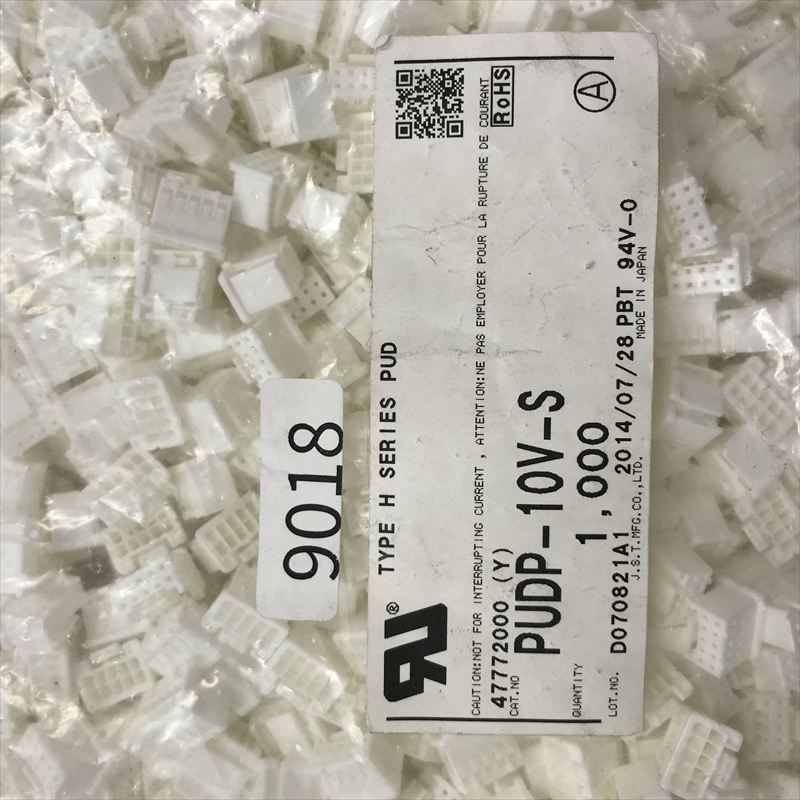 9018
TYPE H SERIES PUD
RoHS
A
CAUTION:NOT FOR INTERRUPTING CURRENT , ATTENTION:NE PAS EMPLOYER POUR LA RUPTURE DE COURANT
47772000 (Y)
CAT.NO PUDP-10V-S
QUANTITY 1,000
LOT.NO. D070821A1 2014/07/28 PBT 94V-0
J.S.T.MFG.CO.,LTD. MADE IN JAPAN